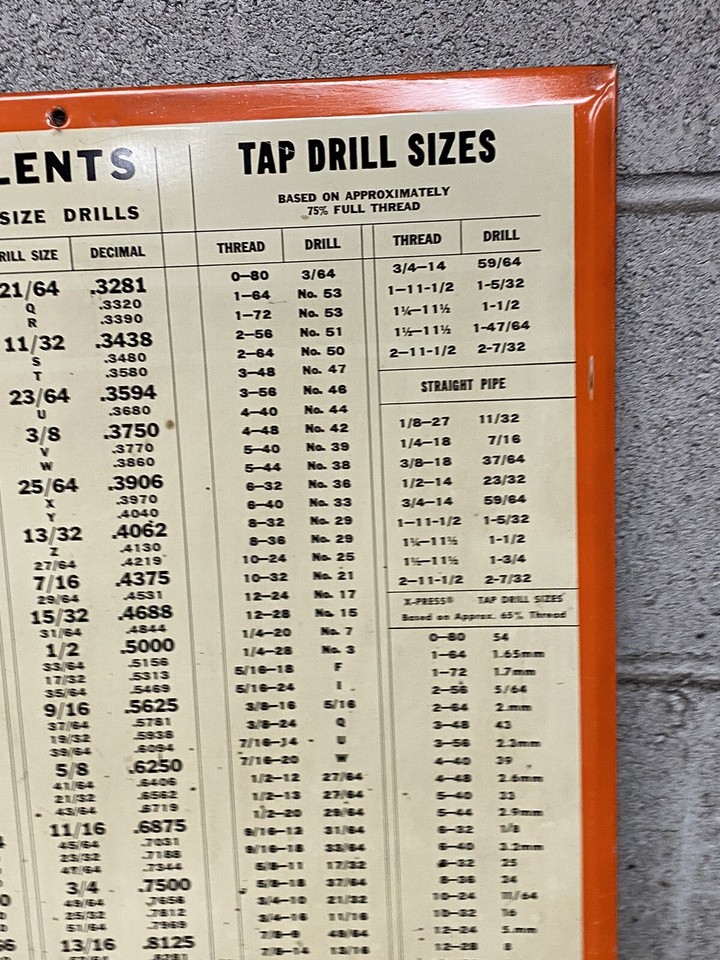 LENTS
SIZE DRILLS
RILL SIZE DECIMAL
21/64 .3281
Q .3320
R .3390
11/32 .3438
S .3480
T .3580
23/64 .3594
U .3680
3/8 .3750
V .3770
W .3860
25/64 .3906
X .3970
Y .4040
13/32 .4062
Z .4130
27/64 .4219
7/16 .4375
29/64 .4531
15/32 .4688
31/64 .4844
1/2 .5000
33/64 .5156
17/32 .5313
35/64 .5469
9/16 .5625
37/64 .5781
19/32 .5938
39/64 .6094
5/8 .6250
41/64 .6406
21/32 .6562
43/64 .6719
11/16 .6875
45/64 .7031
23/32 .7188
47/64 .7344
3/4 .7500
49/64 .7656
25/32 .7812
51/64 .7969
13/16 .8125
TAP DRILL SIZES
BASED ON APPROXIMATELY
75% FULL THREAD
THREAD DRILL
0—80 3/64
1—64 No. 53
1—72 No. 53
2—56 No. 51
2—64 No. 50
3—48 No. 47
3—56 No. 46
4—40 No. 44
4—48 No. 42
5—40 No. 39
5—44 No. 38
6—32 No. 36
6—40 No. 33
8—32 No. 29
8—36 No. 29
10—24 No. 25
10—32 No. 21
12—24 No. 17
12—28 No. 15
1/4—20 No. 7
1/4—28 No. 3
5/16—18 F
5/16—24 I
3/8—16 5/16
3/8—24 Q
7/16—14 U
7/16—20 W
1/2—12 27/64
1/2—13 27/64
1/2—20 29/64
9/16—12 31/64
9/16—18 33/64
5/8—11 17/32
5/8—18 37/64
3/4—10 21/32
3/4—16 11/16
7/8—9 49/64
7/8—14 13/16
THREAD DRILL
3/4—14 59/64
1—11-1/2 1-5/32
1¼—11½ 1-1/2
1½—11½ 1-47/64
2—11-1/2 2-7/32
STRAIGHT PIPE
1/8—27 11/32
1/4—18 7/16
3/8—18 37/64
1/2—14 23/32
3/4—14 59/64
1—11-1/2 1-5/32
1¼—11½ 1-1/2
1½—11½ 1-3/4
2—11-1/2 2-7/32
X-PRESS® TAP DRILL SIZES
Based on Approx. 65% Thread
0—80 54
1—64 1.65mm
1—72 1.7mm
2—56 5/64
2—64 2.mm
3—48 43
3—56 2.3mm
4—40 39
4—48 2.6mm
5—40 33
5—44 2.9mm
6—32 1/8
6—40 3.2mm
8—32 25
8—36 24
10—24 11/64
10—32 16
12—24 5.mm
12—28 8